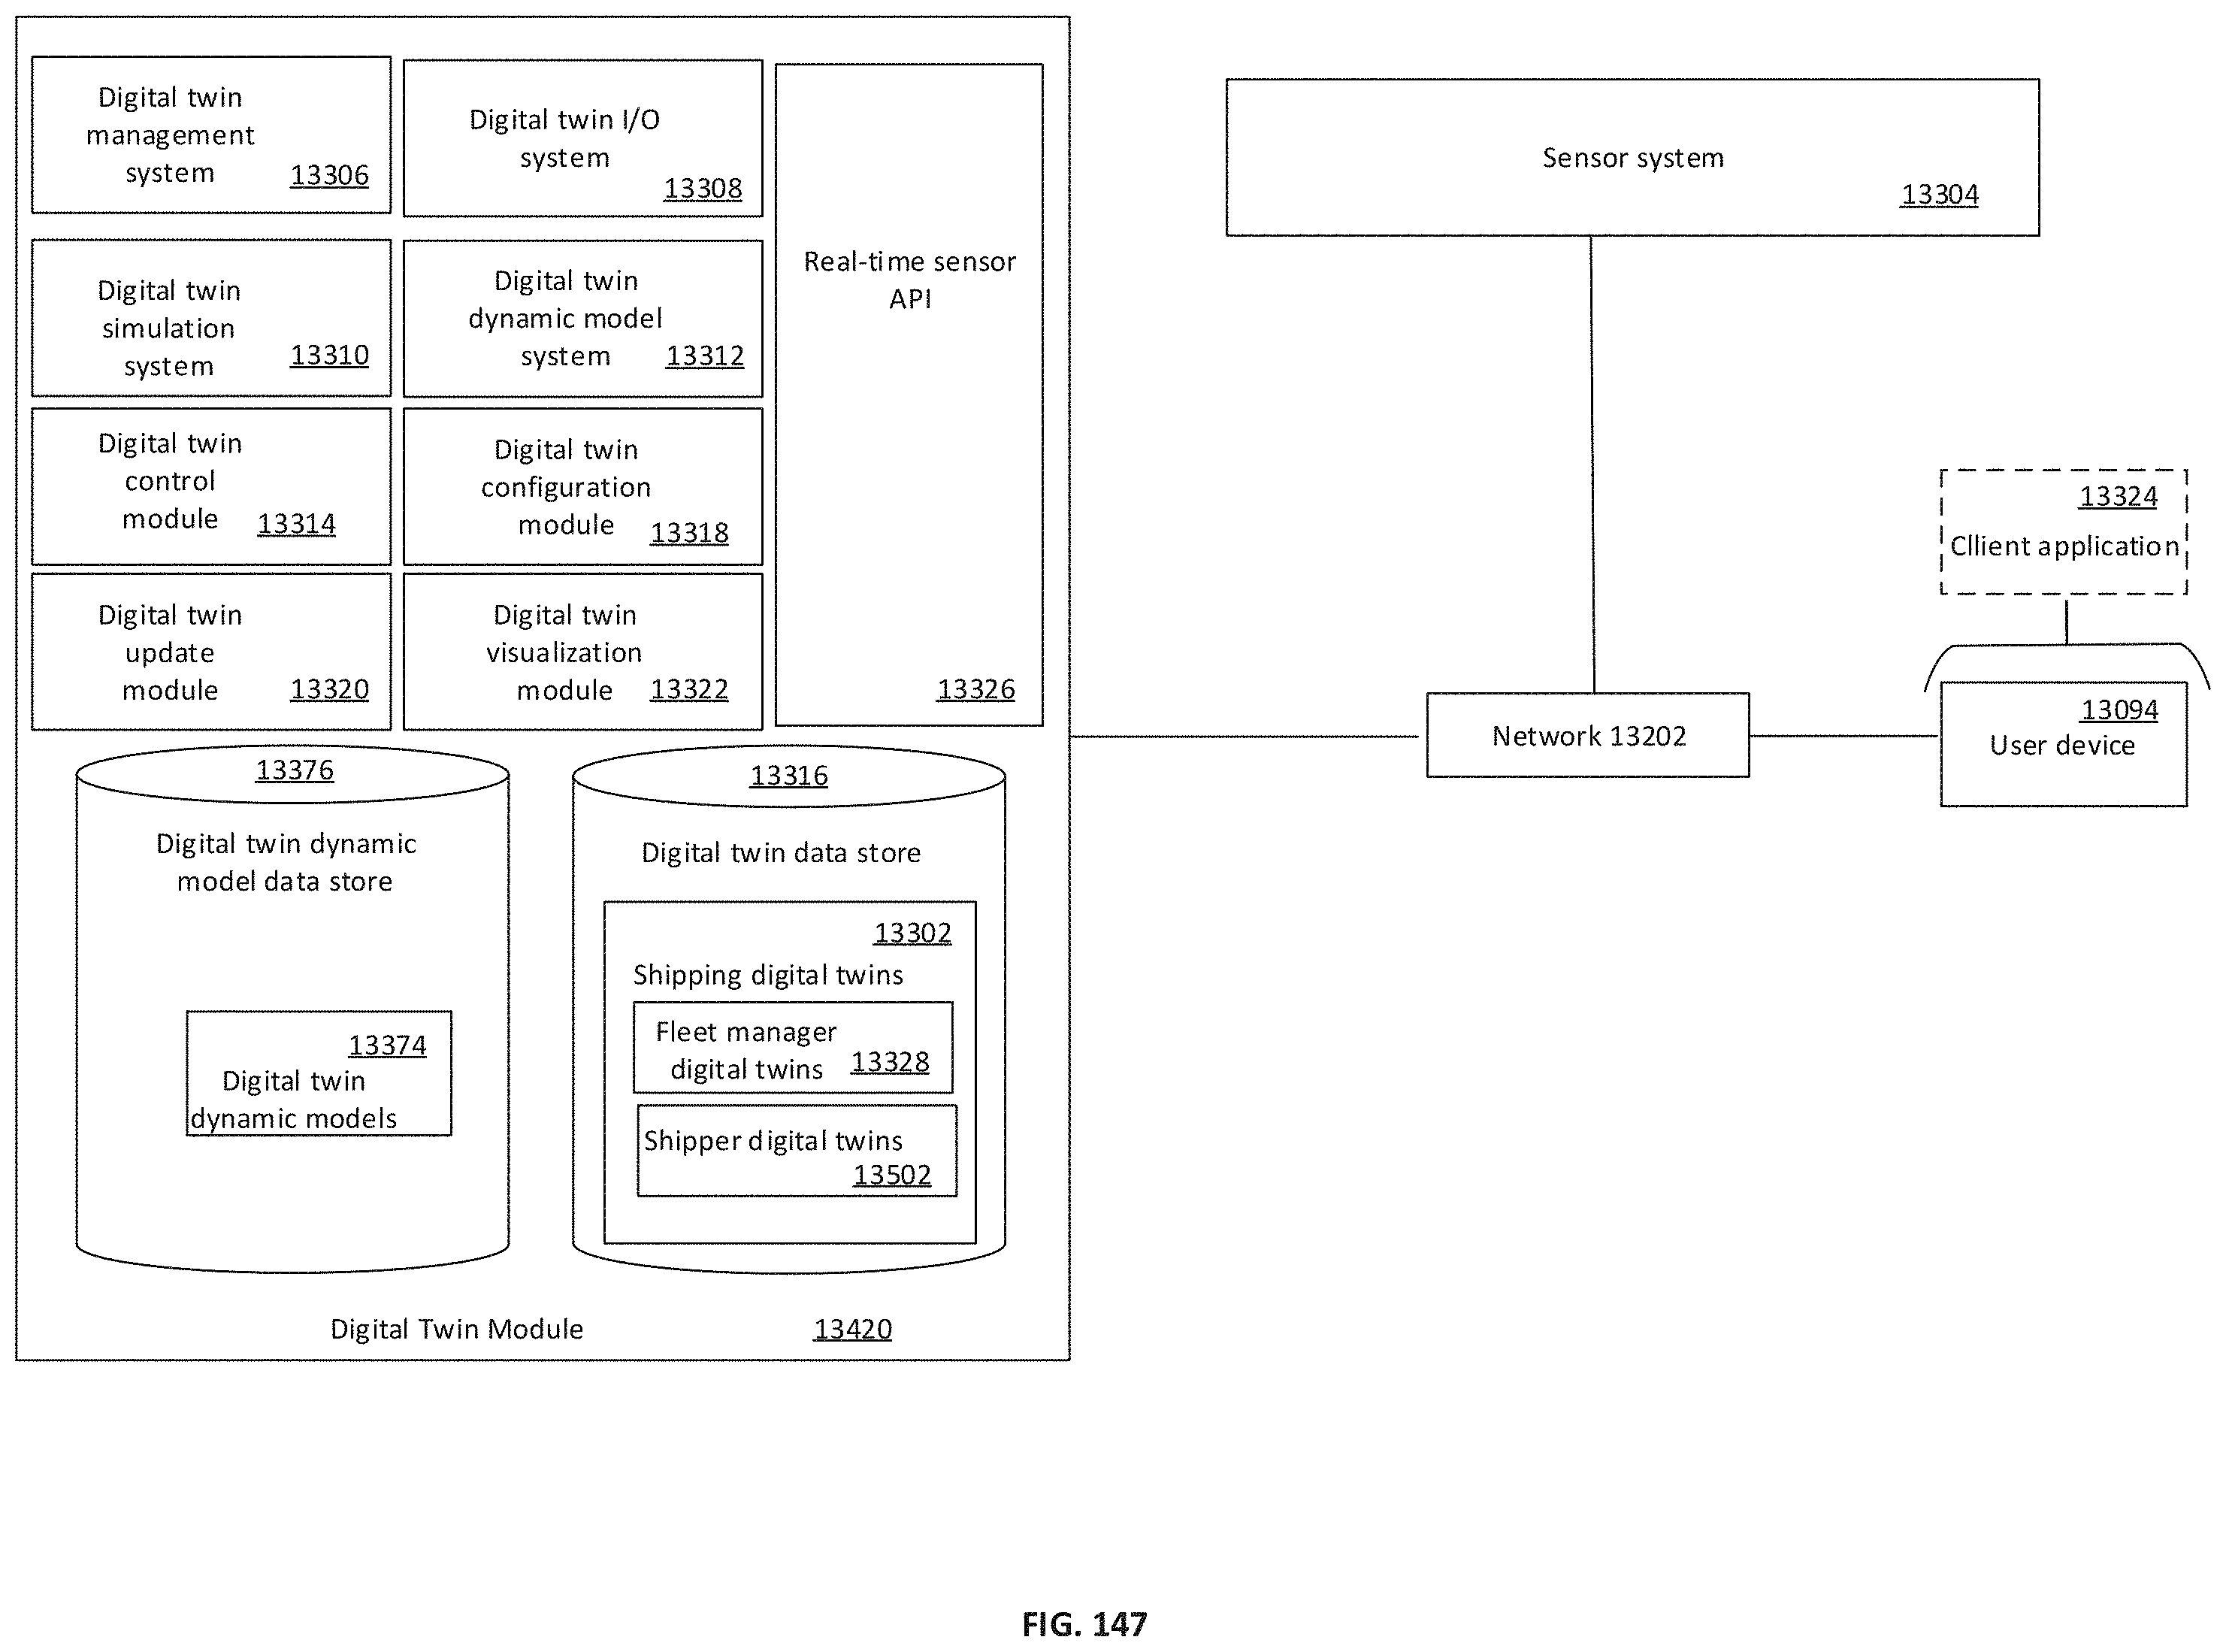 Digital twin
management
system
13306
Digital twin I/O
system
13308
Real-time sensor
API
13326
Digital twin
simulation
system
13310
Digital twin
dynamic model
system
13312
Digital twin
control
module
13314
Digital twin
configuration
module
13318
Digital twin
update
module
13320
Digital twin
visualization
module
13322
13376
Digital twin dynamic
model data store
13374
Digital twin
dynamic models
13316
Digital twin data store
13302
Shipping digital twins
Fleet manager
digital twins
13328
Shipper digital twins
13502
Digital Twin Module
13420
Sensor system
13304
Network 13202
13324
Cllient application
13094
User device
FIG. 147